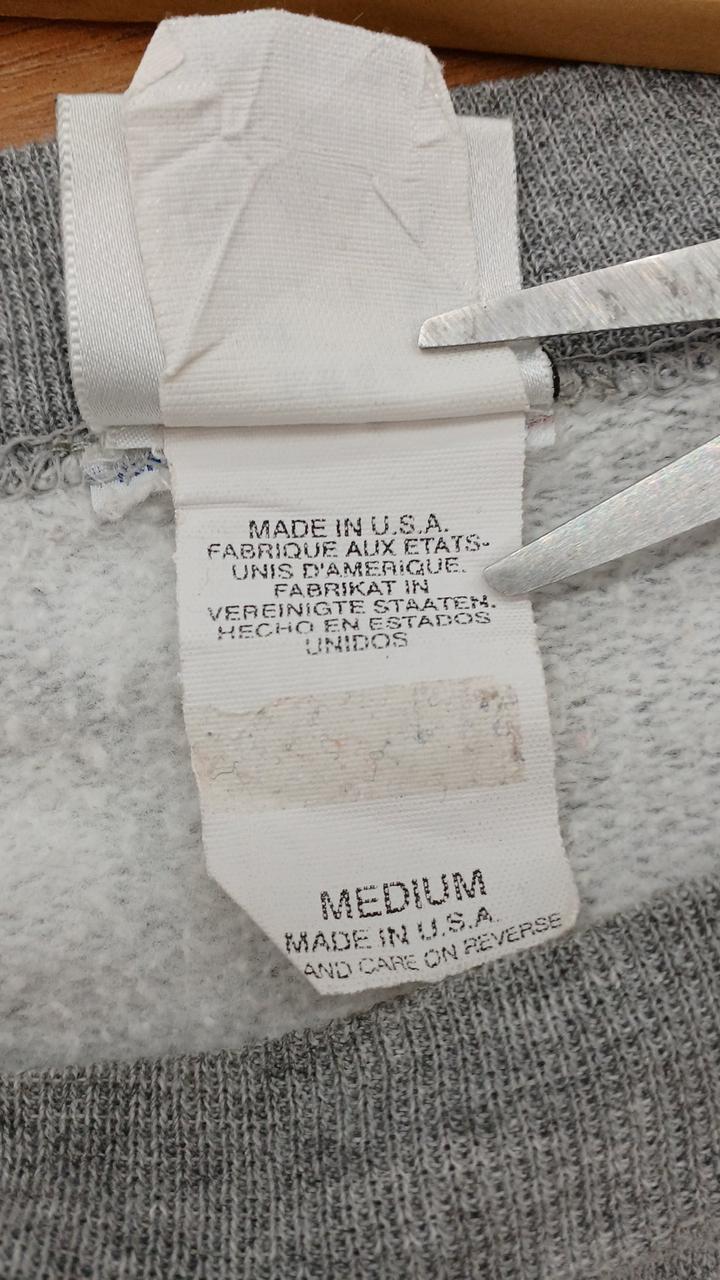 MADE IN U.S.A.
FABRIQUE AUX ETATS-
UNIS D'AMERIQUE.
FABRIKAT IN
VEREINIGTE STAATEN.
HECHO EN ESTADOS
UNIDOS
MEDIUM
MADE IN U.S.A.
AND CARE ON REVERSE